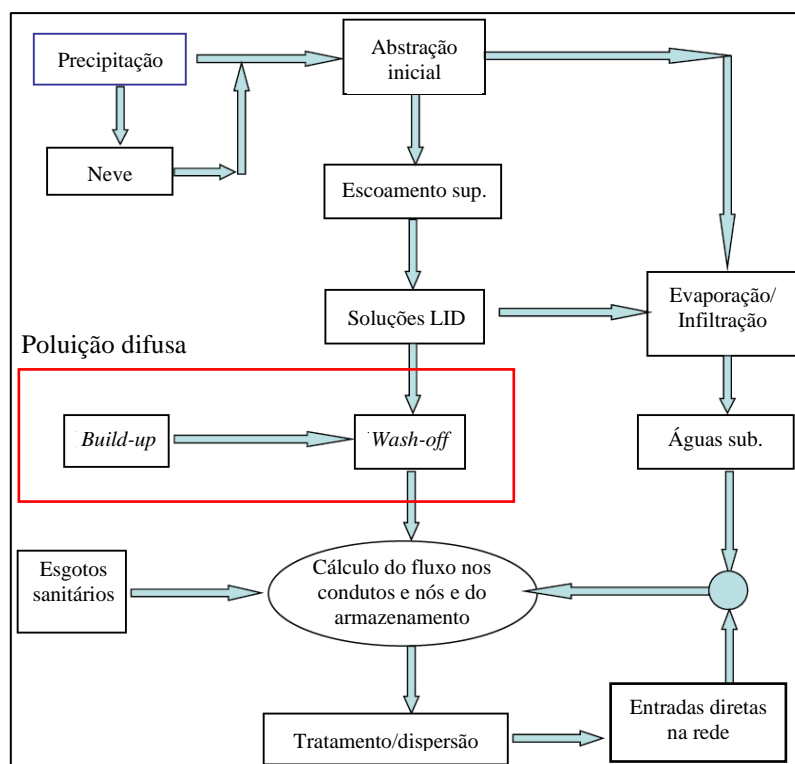 Precipitação
Abstração
inicial
Neve
Escoamento sup.
Soluções LID
Evaporação/
Infiltração
Poluição difusa
Build-up
Wash-off
Águas sub.
Esgotos
sanitários
Cálculo do fluxo nos
condutos e nós e do
armazenamento
Tratamento/dispersão
Entradas diretas
na rede